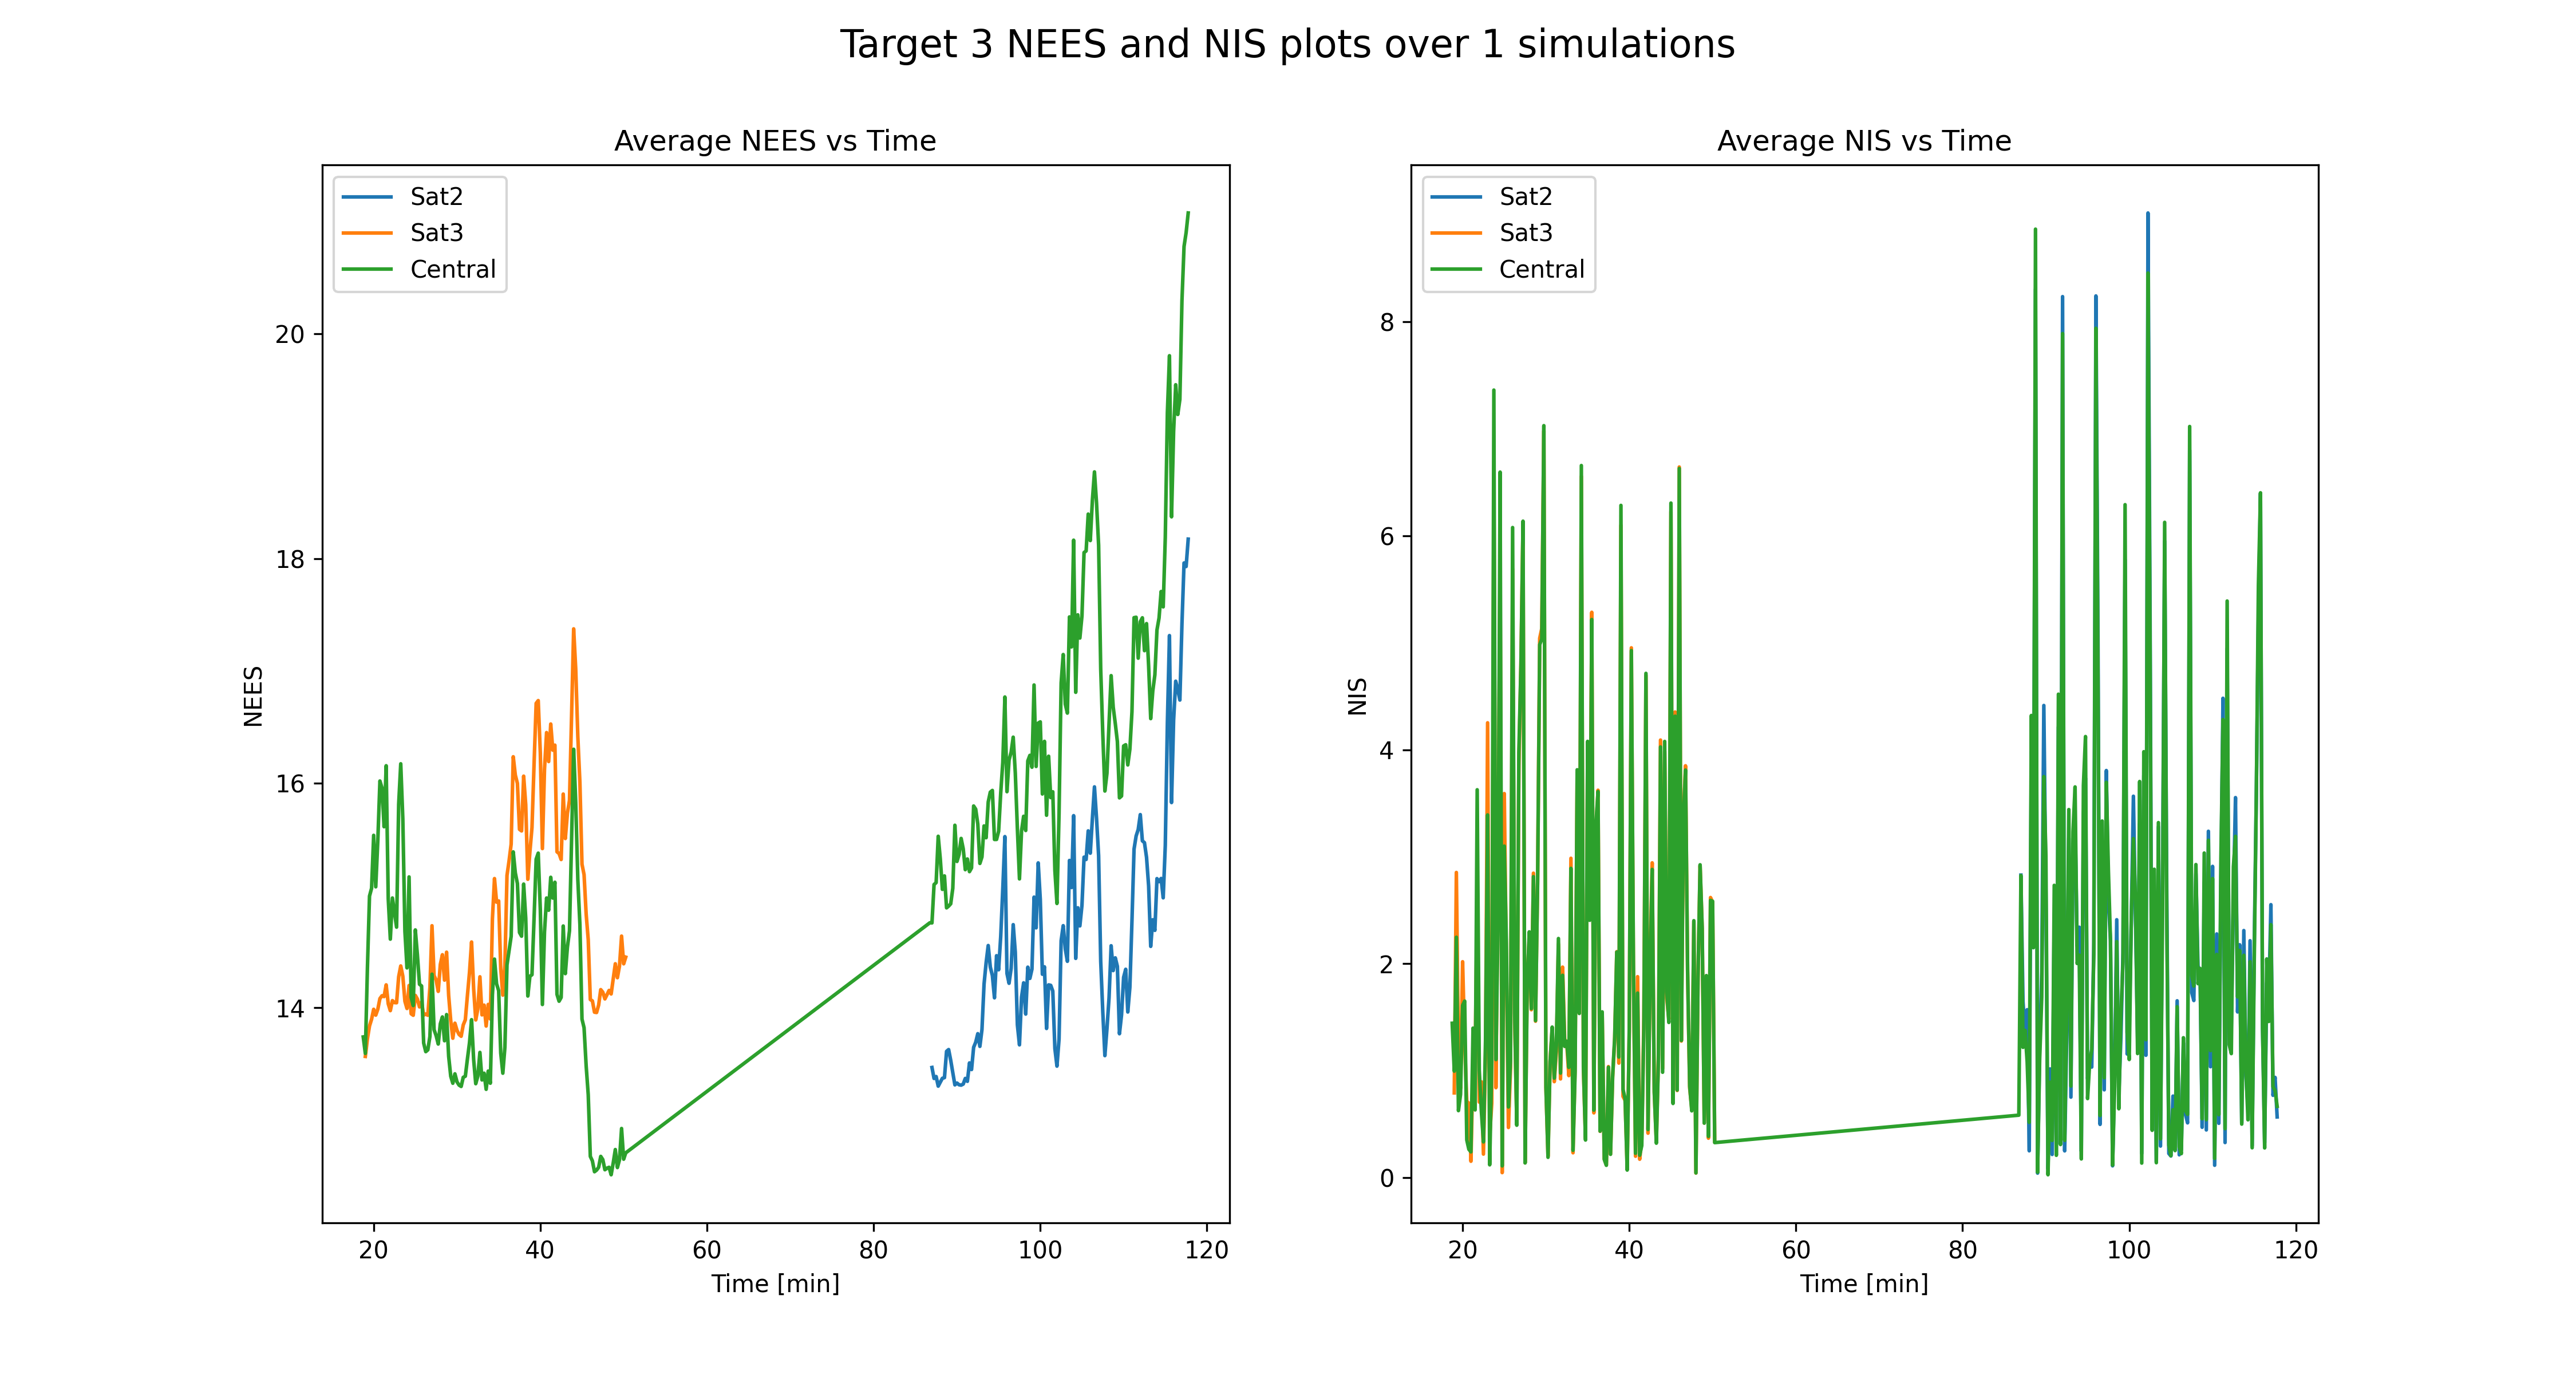 Target 3 NEES and NIS plots over 1 simulations
Average NEES vs Time
Sat2
Sat3
Central
NEES
20
18
16
14
20
40
60
80
100
120
Time [min]
Average NIS vs Time
Sat2
Sat3
Central
NIS
8
6
4
2
0
20
40
60
80
100
120
Time [min]